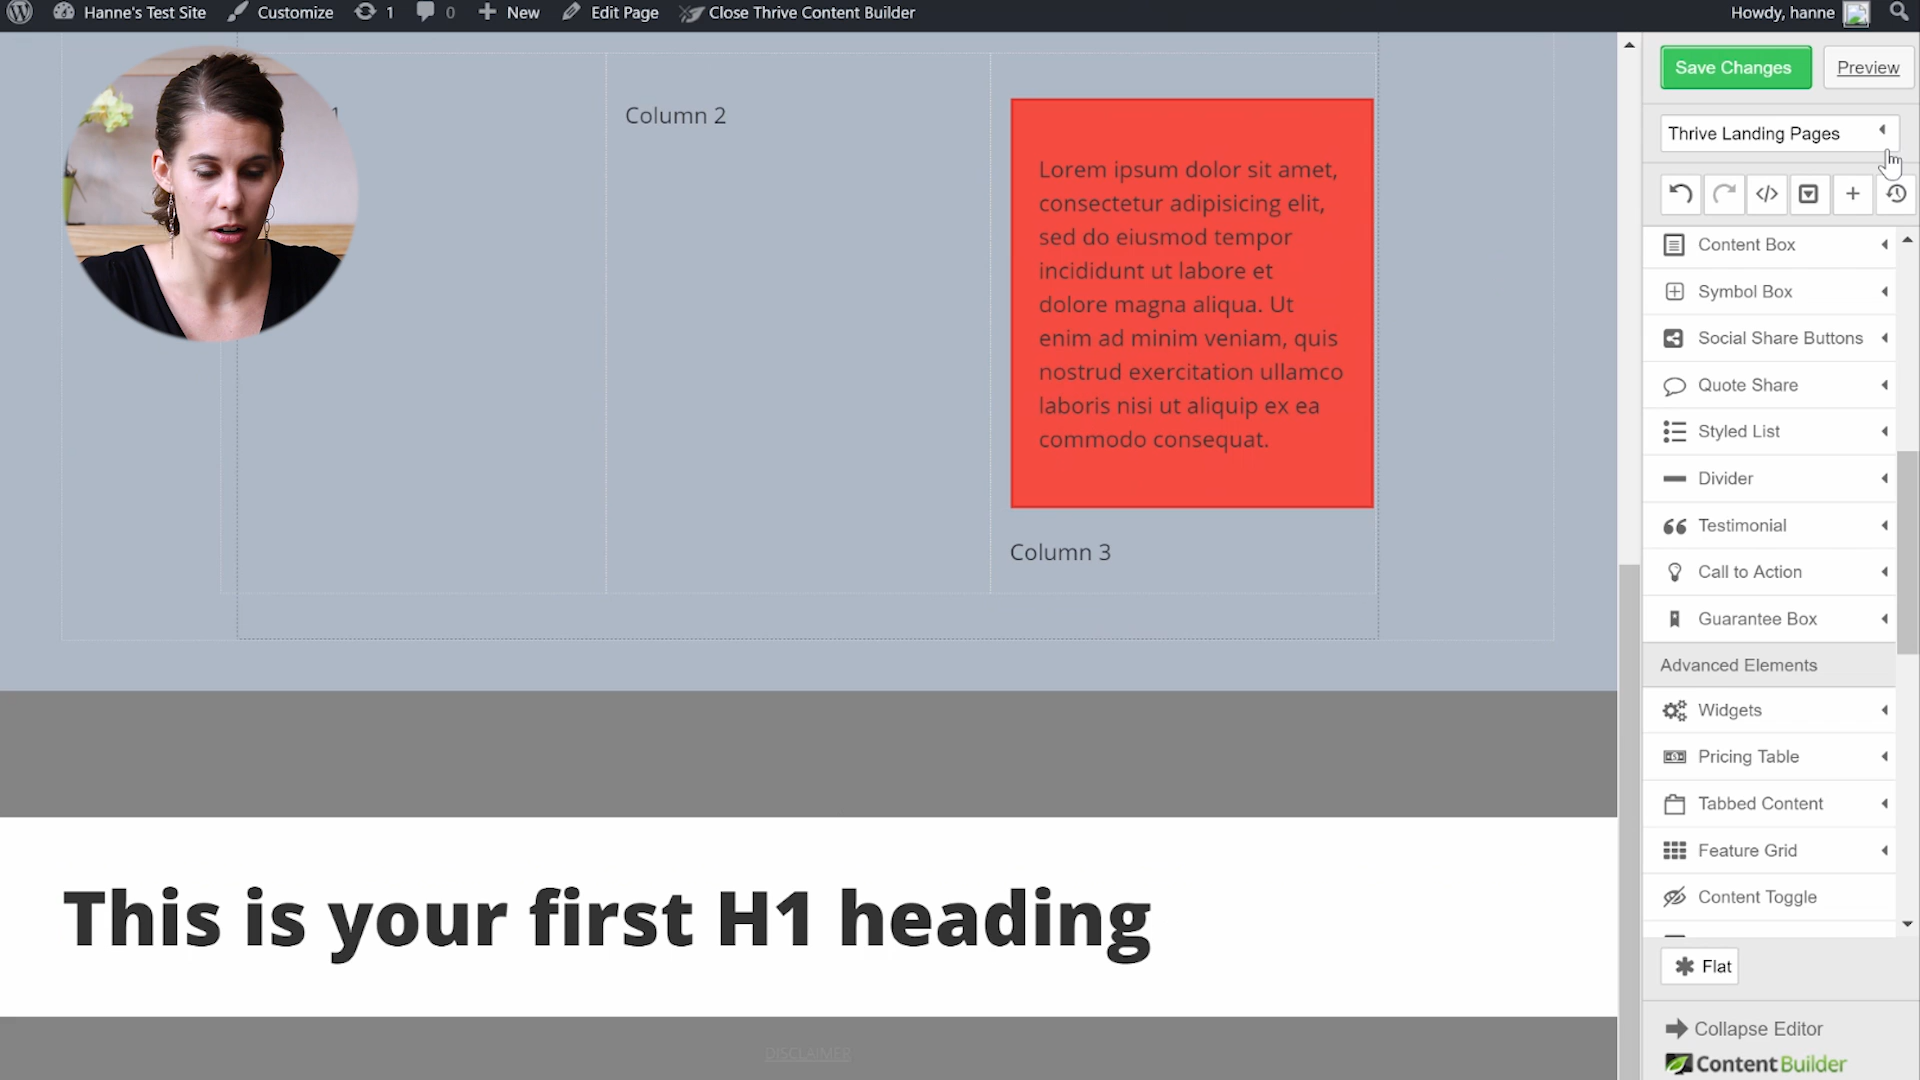 Hanne's Test Site
Customize
1
0
New
Edit Page
Close Thrive Content Builder
Howdy, hanne
Save Changes
Preview
Thrive Landing Pages
1
Column 2
Lorem ipsum dolor sit amet,
consectetur adipisicing elit,
sed do eiusmod tempor
incididunt ut labore et
dolore magna aliqua. Ut
enim ad minim veniam, quis
nostrud exercitation ullamco
laboris nisi ut aliquip ex ea
commodo consequat.
Column 3
Content Box
Symbol Box
Social Share Buttons
Quote Share
Styled List
Divider
Testimonial
Call to Action
Guarantee Box
Advanced Elements
Widgets
Pricing Table
Tabbed Content
Feature Grid
Content Toggle
Flat
Collapse Editor
Content Builder
This is your first H1 heading
DISCLAIMER